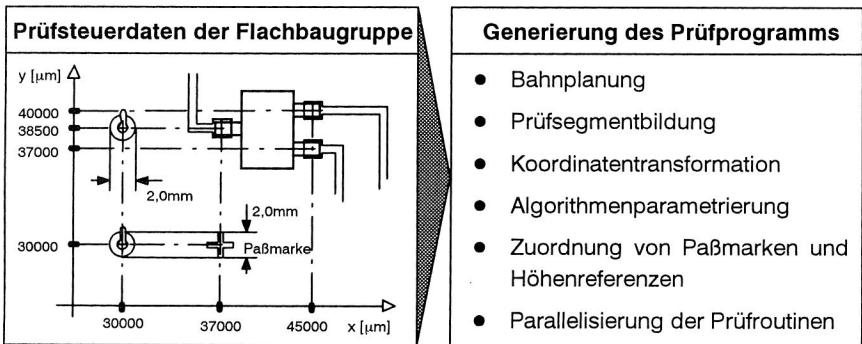 Prüfsteuerdaten der Flachbaugruppe
y [µm]
40000
38500
37000
2,0mm
2,0mm
Paßmarke
30000
30000
37000
45000
x [µm]
Generierung des Prüfprogramms
● Bahnplanung
● Prüfsegmentbildung
● Koordinatentransformation
● Algorithmenparametrierung
● Zuordnung von Paßmarken und
Höhenreferenzen
● Parallelisierung der Prüfroutinen